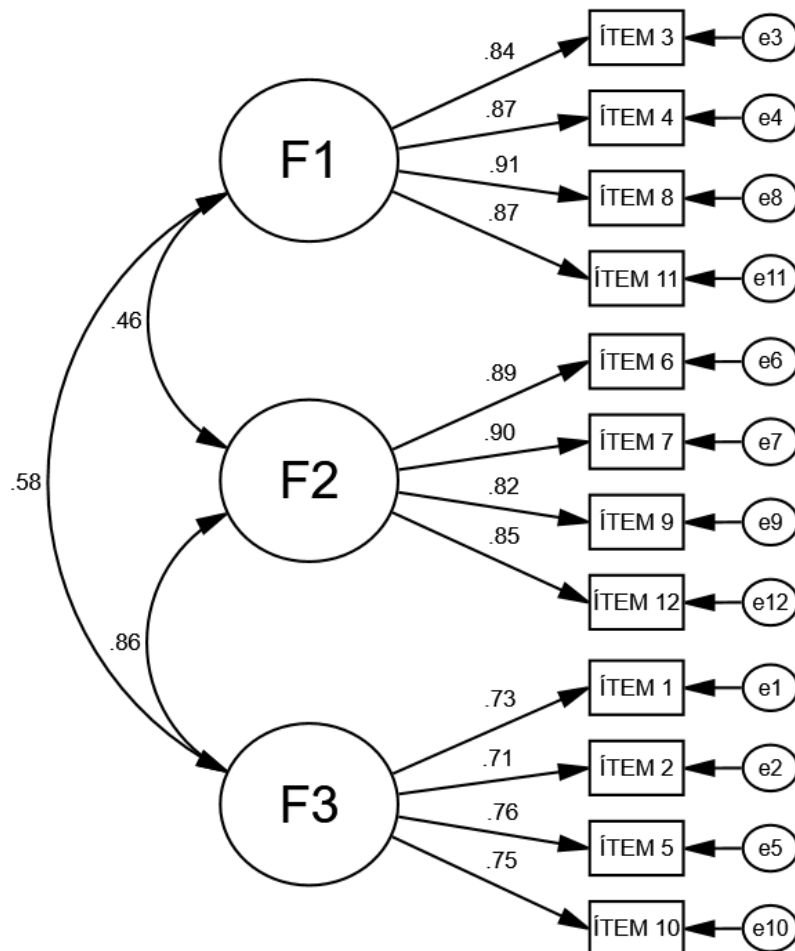 F1
.84
ÍTEM 3
e3
.87
ÍTEM 4
e4
.91
ÍTEM 8
e8
.87
ÍTEM 11
e11
.46
F2
.89
ÍTEM 6
e6
.90
ÍTEM 7
e7
.82
ÍTEM 9
e9
.85
ÍTEM 12
e12
.58
.86
F3
.73
ÍTEM 1
e1
.71
ÍTEM 2
e2
.76
ÍTEM 5
e5
.75
ÍTEM 10
e10